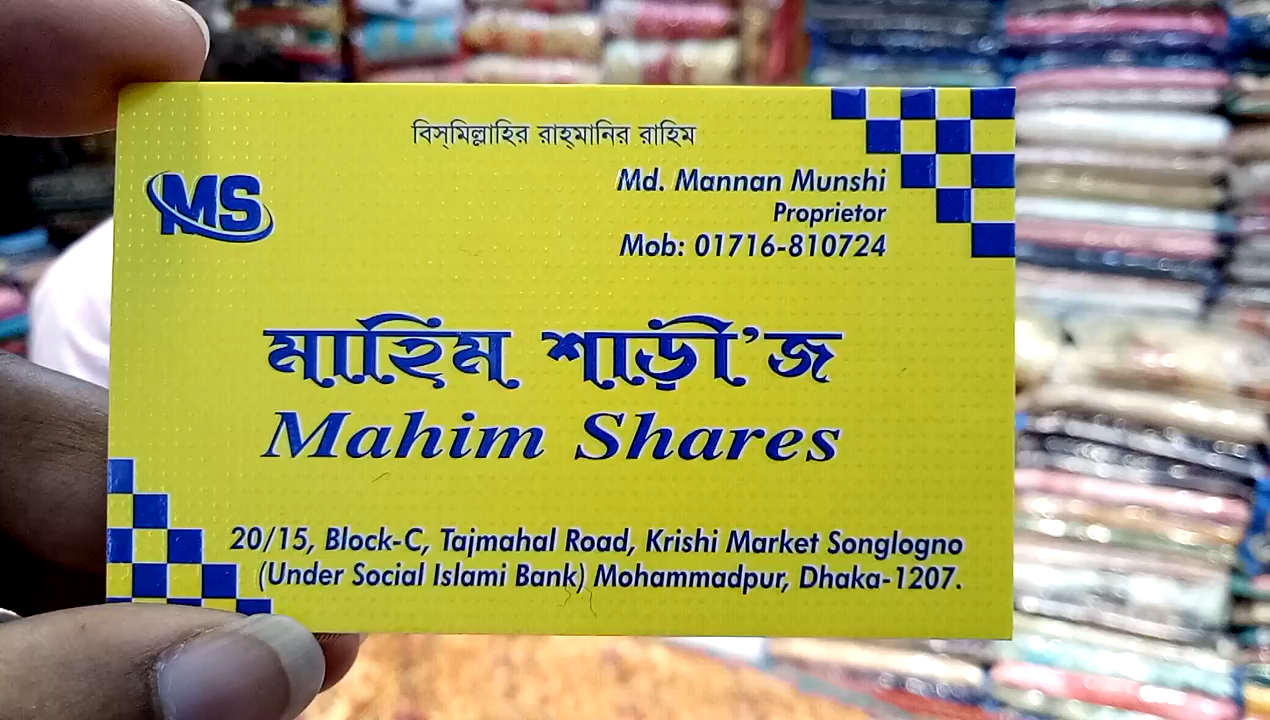 বিস্‌মিল্লাহির রাহ্‌মানির রাহিম
MS
Md. Mannan Munshi
Proprietor
Mob: 01716-810724
মাহিম শাড়ী’জ
Mahim Shares
20/15, Block-C, Tajmahal Road, Krishi Market Songlogno
(Under Social Islami Bank) Mohammadpur, Dhaka-1207.